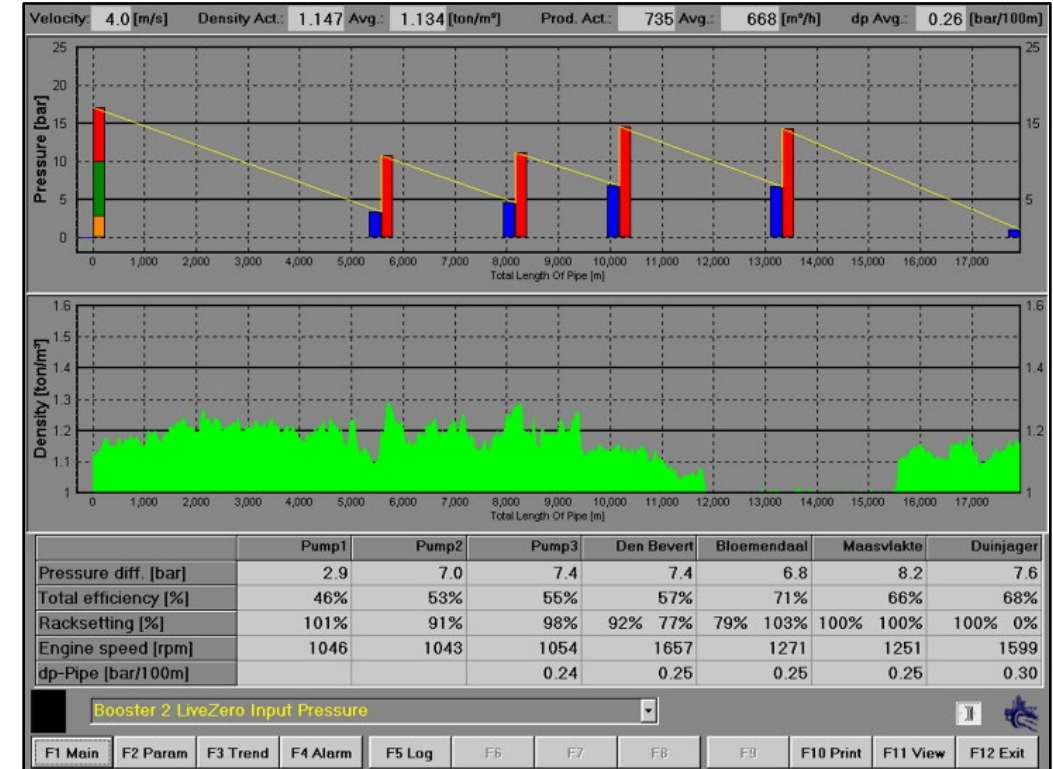 Velocity: 4.0 [m/s] Density Act.: 1.147 Avg.: 1.134 [ton/m³] Prod. Act.: 735 Avg.: 668 [m³/h] dp Avg.: 0.26 [bar/100m]
25 25
20
15 15
10
5 5
0
Pressure [bar]
0 1,000 2,000 3,000 4,000 5,000 6,000 7,000 8,000 9,000 10,000 11,000 12,000 13,000 14,000 15,000 16,000 17,000
Total Length Of Pipe [m]
1.6 1.6
1.5
1.4 1.4
1.3
1.2 1.2
1.1
1 1
Density [ton/m³]
0 1,000 2,000 3,000 4,000 5,000 6,000 7,000 8,000 9,000 10,000 11,000 12,000 13,000 14,000 15,000 16,000 17,000
Total Length Of Pipe [m]
Pump1 Pump2 Pump3 Den Bevert Bloemendaal Maasvlakte Duinjager
Pressure diff. [bar] 2.9 7.0 7.4 7.4 6.8 8.2 7.6
Total efficiency [%] 46% 53% 55% 57% 71% 66% 68%
Racksetting [%] 101% 91% 98% 92% 77% 79% 103% 100% 100% 100% 0%
Engine speed [rpm] 1046 1043 1054 1657 1271 1251 1599
dp-Pipe [bar/100m] 0.24 0.25 0.25 0.25 0.30
Booster 2 LiveZero Input Pressure
F1 Main F2 Param F3 Trend F4 Alarm F5 Log F6 F7 F8 F9 F10 Print F11 View F12 Exit